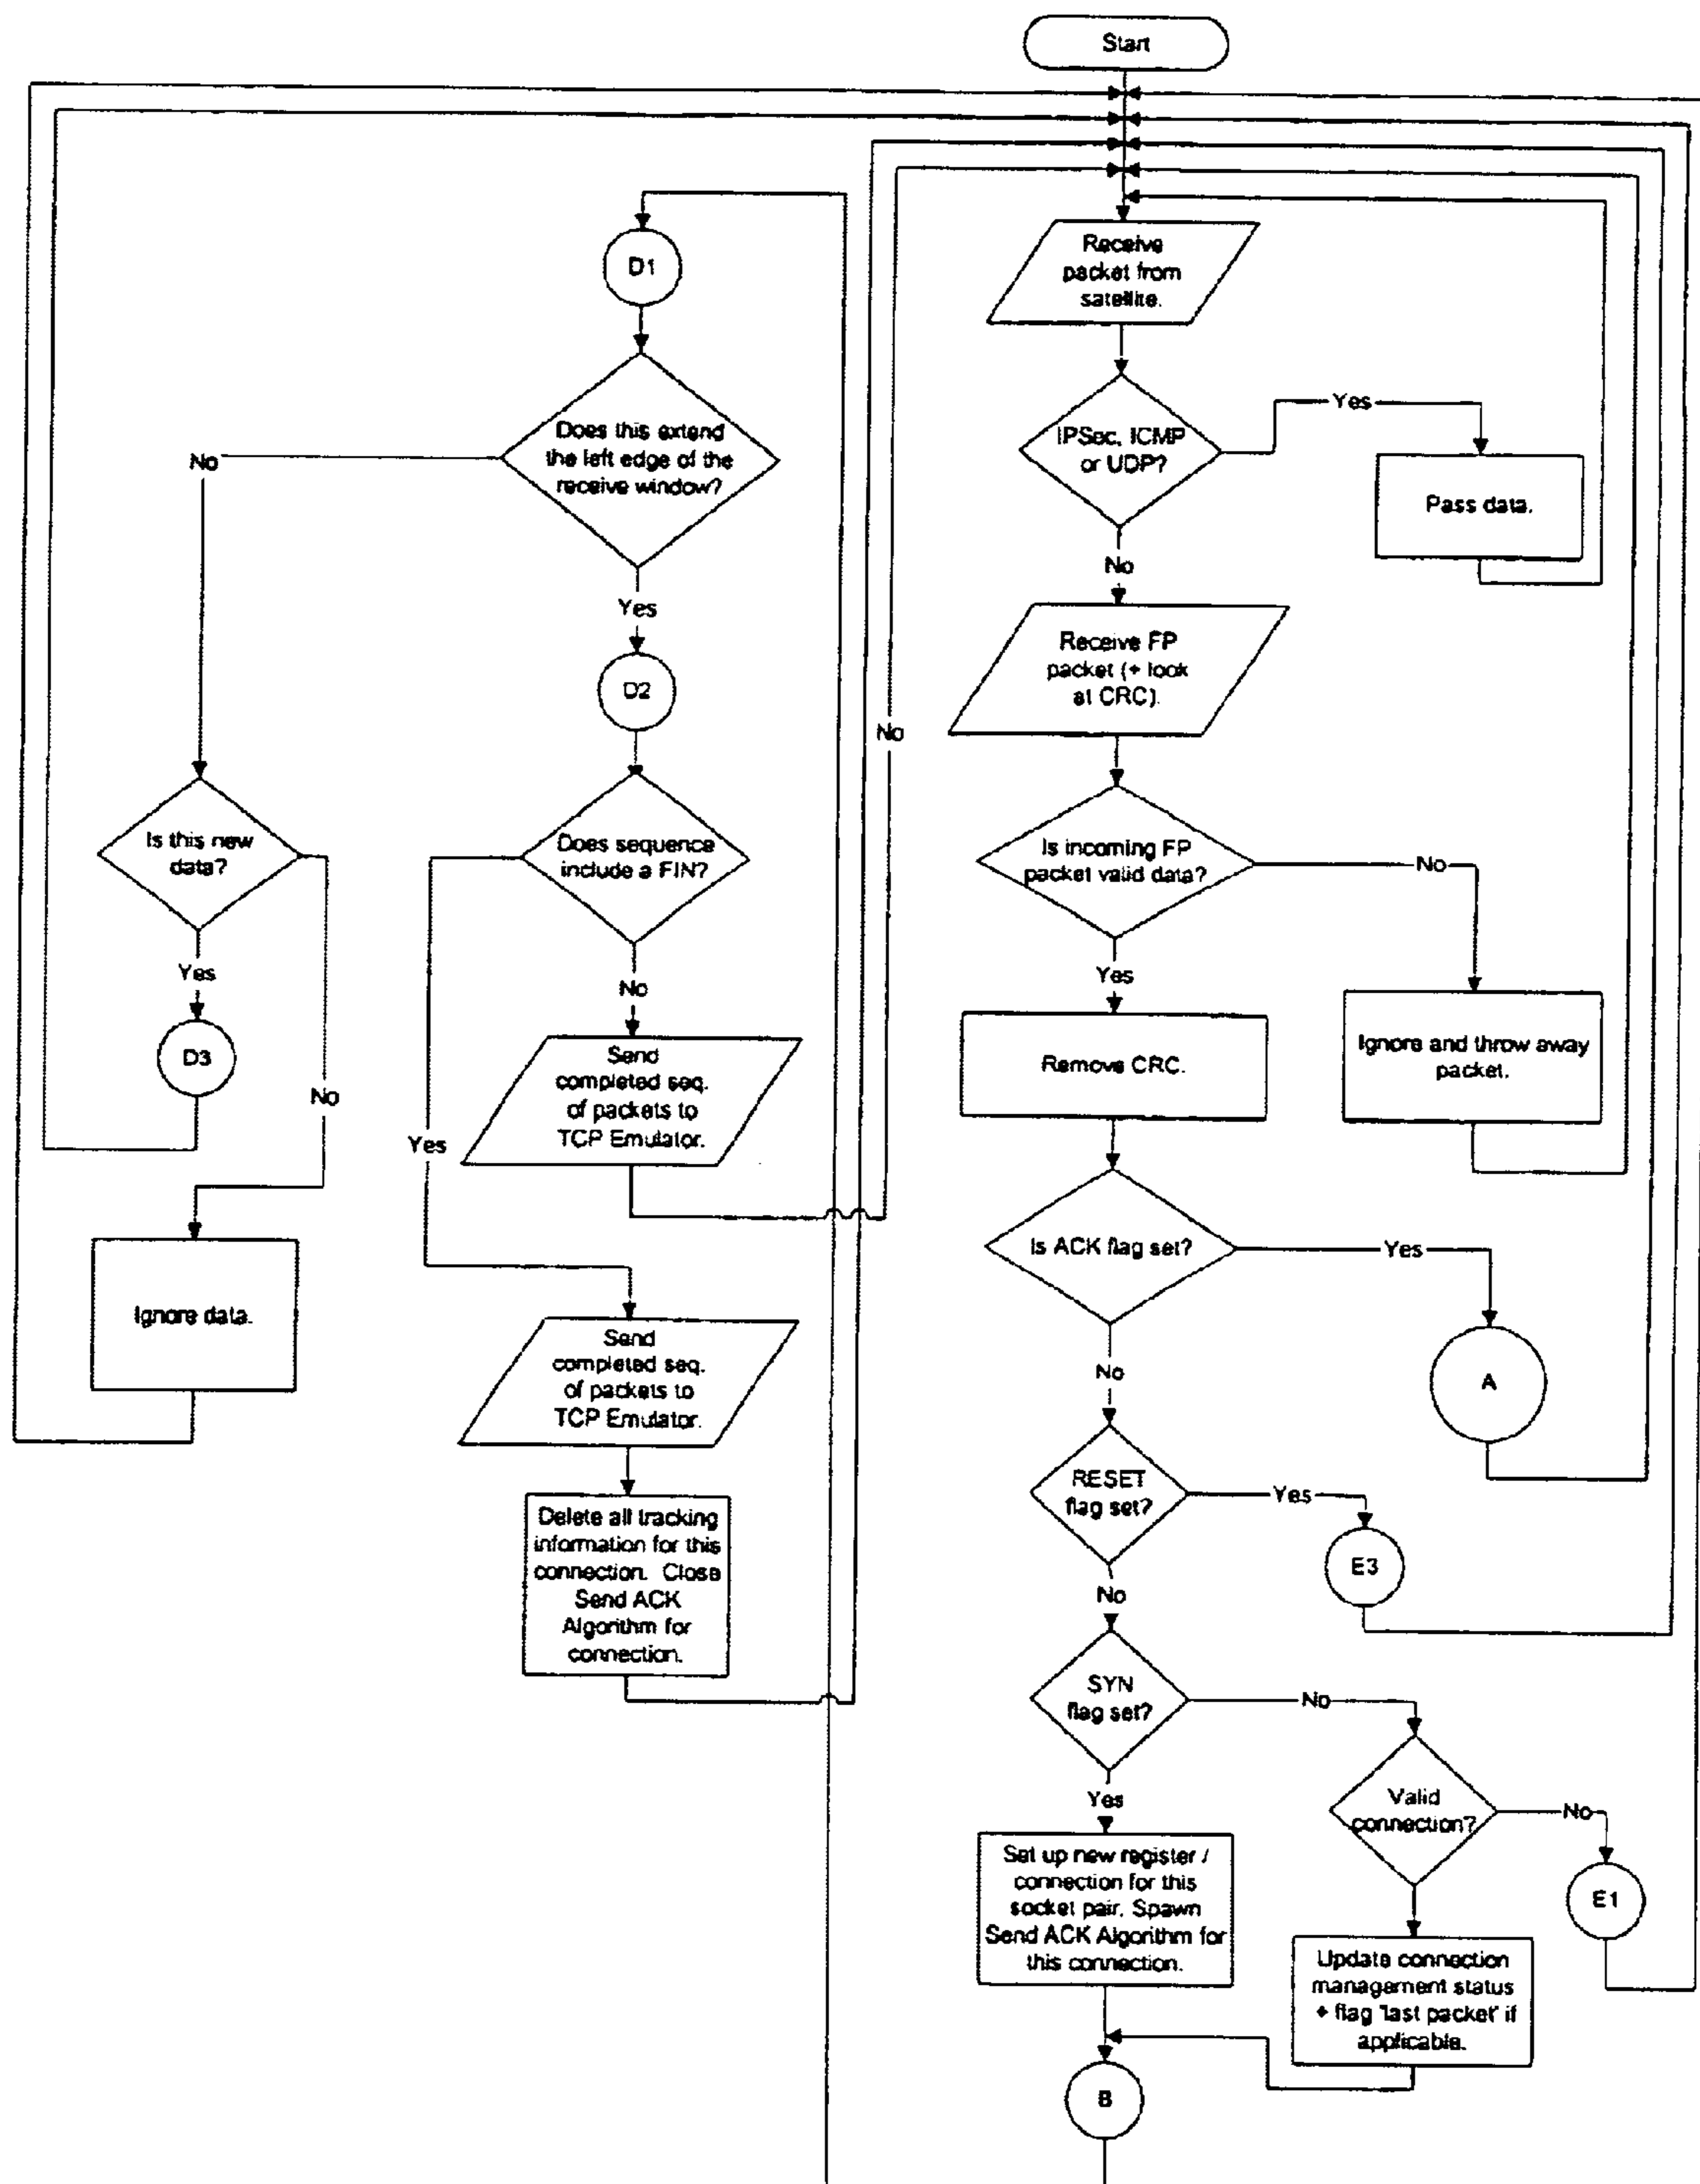 Start
Receive
packet from
satellite.
IPSec, ICMP
or UDP?
Yes
Pass data.
No
Receive FP
packet (+ look
at CRC).
Is incoming FP
packet valid data?
No
Ignore and throw away
packet.
Yes
Remove CRC.
Is ACK flag set?
Yes
A
No
RESET
flag set?
Yes
E3
No
SYN
flag set?
No
Valid
connection?
No
E1
Update connection
management status
+ flag 'last packet' if
applicable.
Yes
Set up new register /
connection for this
socket pair. Spawn
Send ACK Algorithm for
this connection.
B
D1
Does this extend
the left edge of the
receive window?
No
Is this new
data?
Yes
D3
No
Ignore data.
Yes
D2
Does sequence
include a FIN?
No
Send
completed seq.
of packets to
TCP Emulator.
No
Yes
Send
completed seq.
of packets to
TCP Emulator.
Delete all tracking
information for this
connection. Close
Send ACK
Algorithm for
connection.